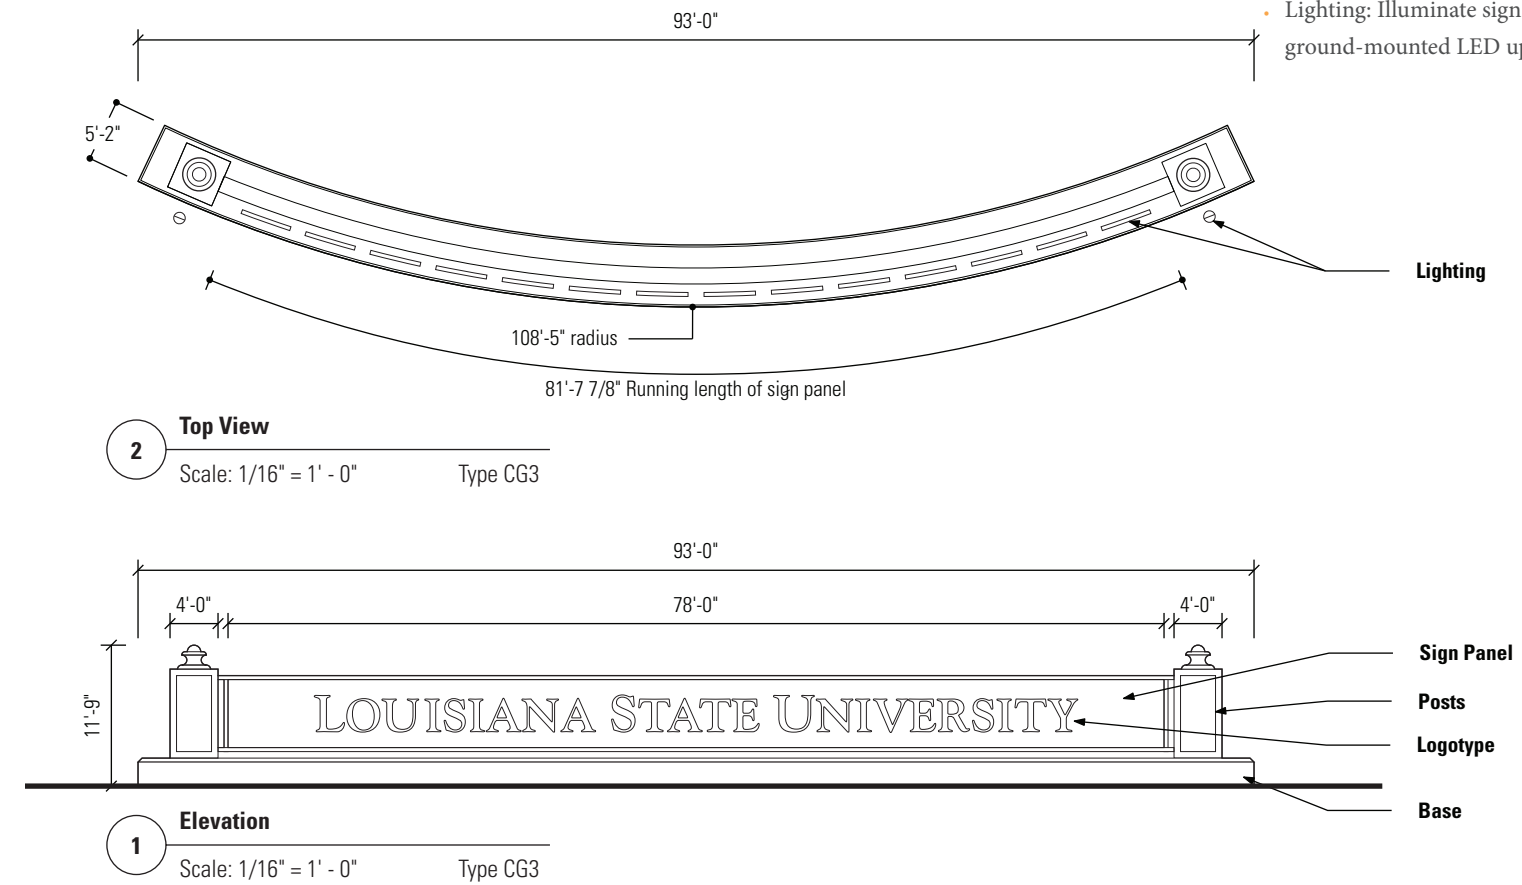 93'-0"
• Lighting: Illuminate sign
ground-mounted LED
5'-2"
Lighting
108'-5" radius
81'-7 7/8" Running length of sign panel
2
Top View
Scale: 1/16" = 1' - 0" Type CG3
93'-0"
4'-0" 78'-0" 4'-0"
11'-9"
LOUISIANA STATE UNIVERSITY
Sign Panel
Posts
Logotype
Base
1
Elevation
Scale: 1/16" = 1' - 0" Type CG3